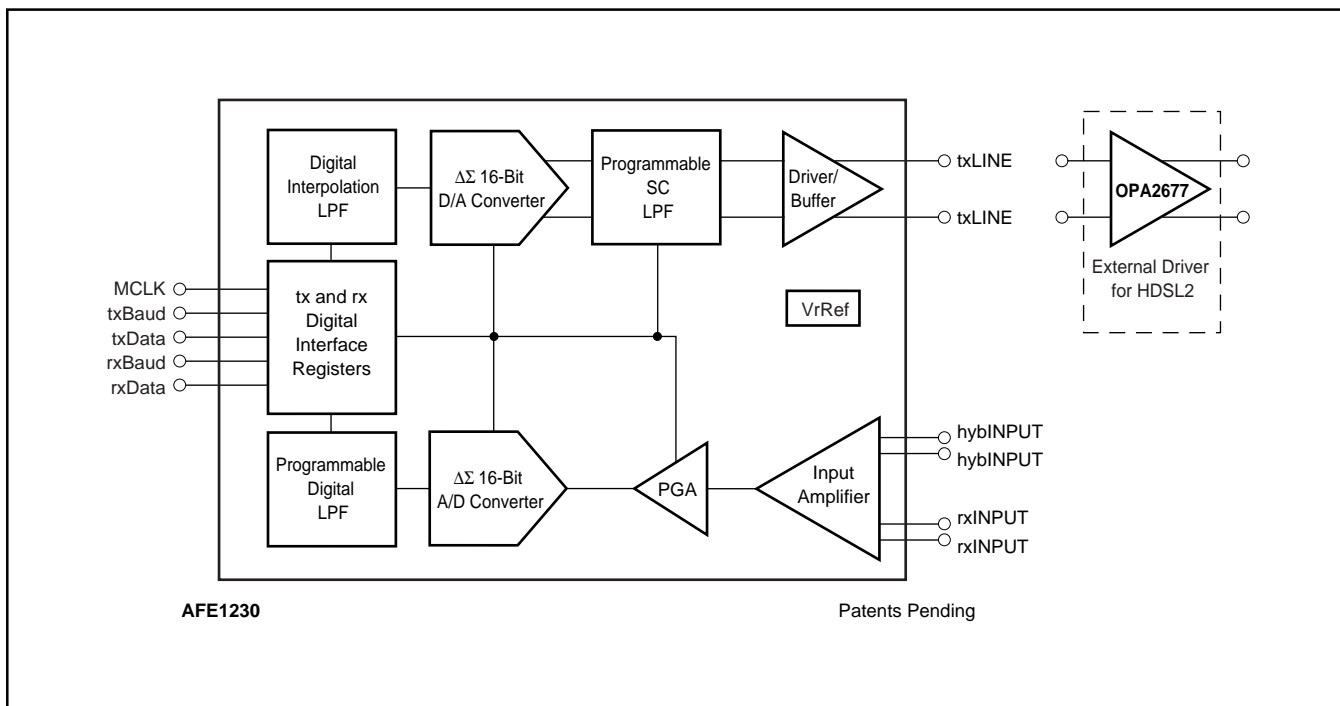 Digital
Interpolation
LPF
ΔΣ 16-Bit
D/A Converter
Programmable
SC
LPF
Driver/
Buffer
txLINE
txLINE
OPA2677
External Driver
for HDSL2
MCLK
txBaud
txData
rxBaud
rxData
tx and rx
Digital
Interface
Registers
VrRef
Programmable
Digital
LPF
ΔΣ 16-Bit
A/D Converter
PGA
Input
Amplifier
hybINPUT
hybINPUT
rxINPUT
rxINPUT
AFE1230
Patents Pending